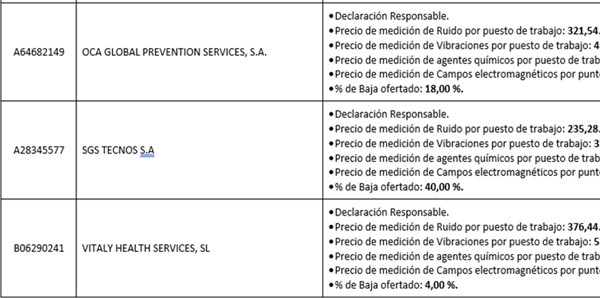 A64682149
OCA GLOBAL PREVENTION SERVICES, S.A.
•Declaración Responsable.
•Precio de medición de Ruido por puesto de trabajo: 321,54.
•Precio de medición de Vibraciones por puesto de trabajo: 4
•Precio de medición de agentes químicos por puesto de trab
•Precio de medición de Campos electromagnéticos por punt
•% de Baja ofertado: 18,00 %.
A28345577
SGS TECNOS S.A
•Declaración Responsable.
•Precio de medición de Ruido por puesto de trabajo: 235,28.
•Precio de medición de Vibraciones por puesto de trabajo: 3
•Precio de medición de agentes químicos por puesto de trab
•Precio de medición de Campos electromagnéticos por punt
•% de Baja ofertado: 40,00 %.
B06290241
VITALY HEALTH SERVICES, SL
•Declaración Responsable.
•Precio de medición de Ruido por puesto de trabajo: 376,44.
•Precio de medición de Vibraciones por puesto de trabajo: 5
•Precio de medición de agentes químicos por puesto de trab
•Precio de medición de Campos electromagnéticos por punt
•% de Baja ofertado: 4,00 %.